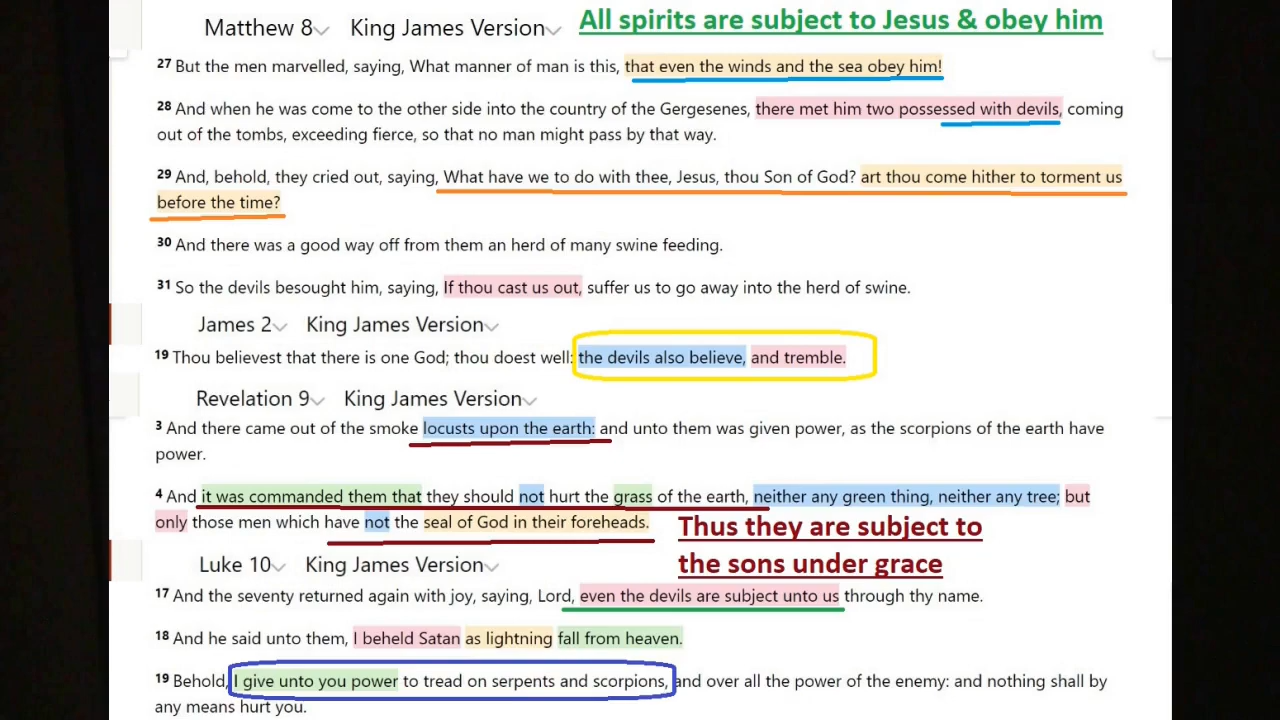 Matthew 8 King James Version All spirits are subject to Jesus & obey him
27 But the men marvelled, saying, What manner of man is this, that even the winds and the sea obey him!
28 And when he was come to the other side into the country of the Gergesenes, there met him two possessed with devils, coming
out of the tombs, exceeding fierce, so that no man might pass by that way.
29 And, behold, they cried out, saying, What have we to do with thee, Jesus, thou Son of God? art thou come hither to torment us
before the time?
30 And there was a good way off from them an herd of many swine feeding.
31 So the devils besought him, saying, If thou cast us out, suffer us to go away into the herd of swine.
James 2 King James Version
19 Thou believest that there is one God; thou doest well: the devils also believe, and tremble.
Revelation 9 King James Version
3 And there came out of the smoke locusts upon the earth: and unto them was given power, as the scorpions of the earth have
power.
4 And it was commanded them that they should not hurt the grass of the earth, neither any green thing, neither any tree; but
only those men which have not the seal of God in their foreheads.
Thus they are subject to
the sons under grace
Luke 10 King James Version
17 And the seventy returned again with joy, saying, Lord, even the devils are subject unto us through thy name.
18 And he said unto them, I beheld Satan as lightning fall from heaven.
19 Behold, I give unto you power to tread on serpents and scorpions, and over all the power of the enemy: and nothing shall by
any means hurt you.